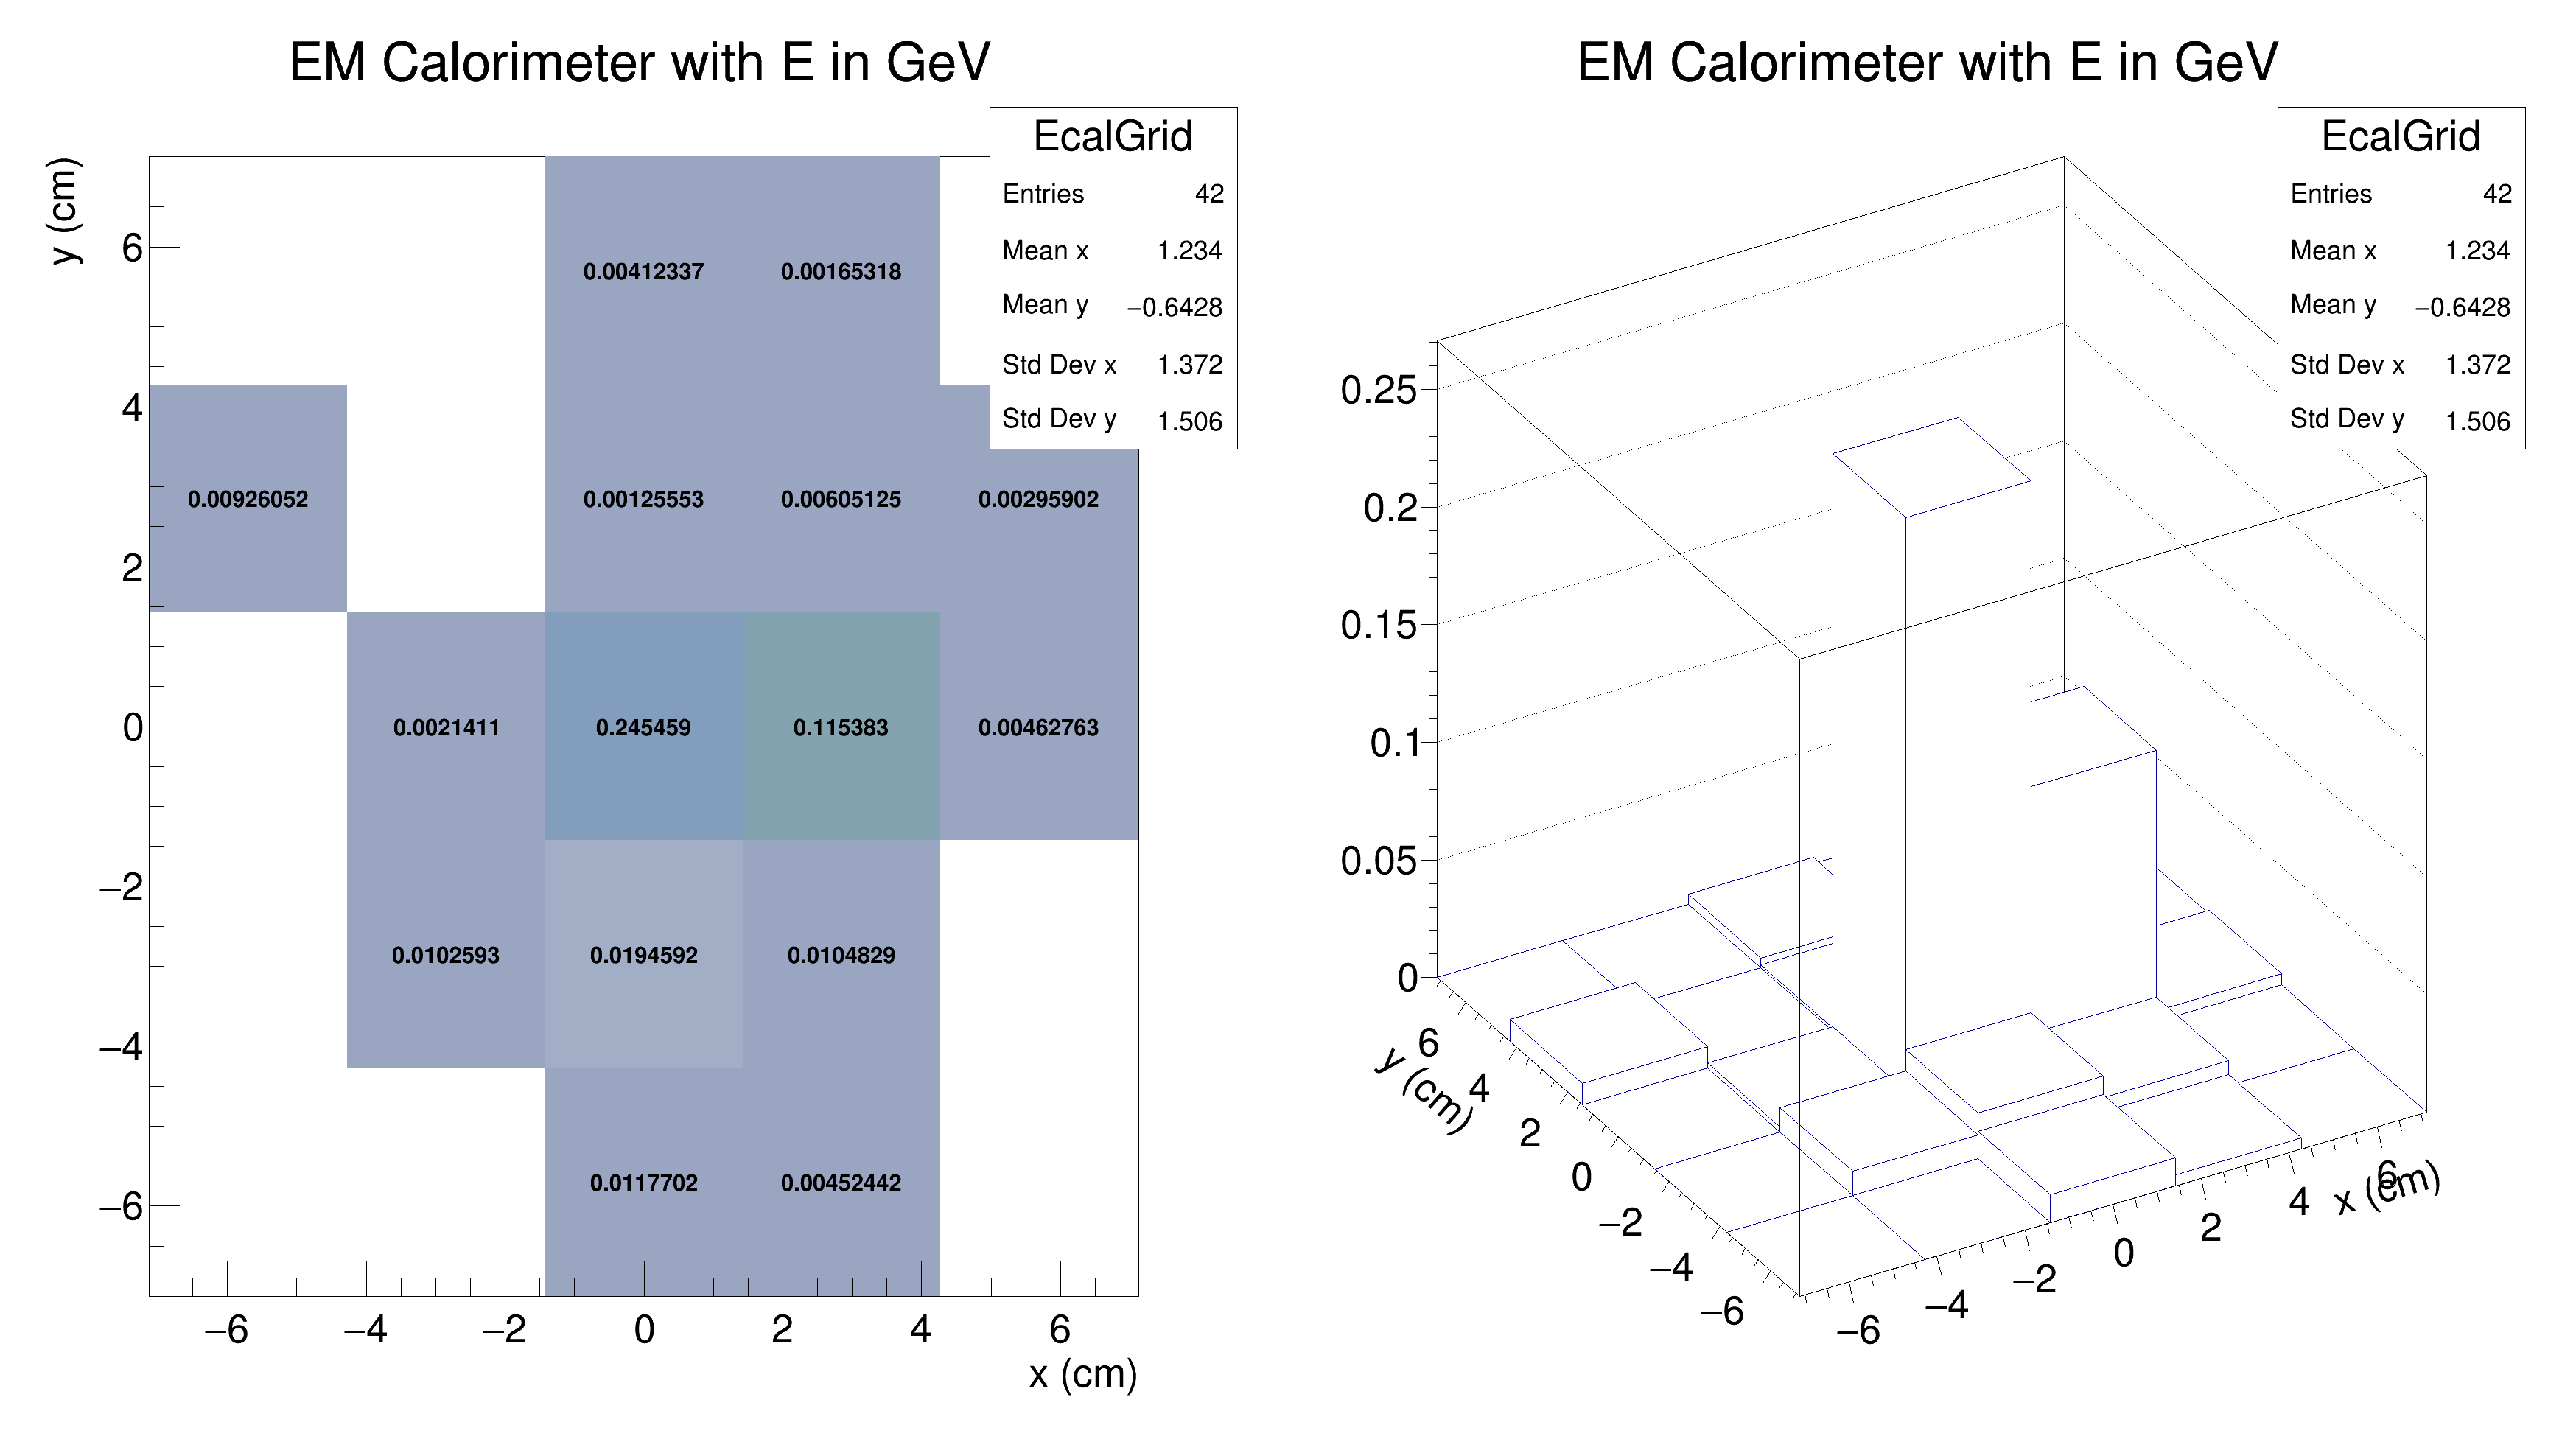 EM Calorimeter with E in GeV
EcalGrid
Entries 42
Mean x 1.234
Mean y −0.6428
Std Dev x 1.372
Std Dev y 1.506
y (cm)
6
4
2
0
−2
−4
−6
0.00412337 0.00165318
0.00926052 0.00125553 0.00605125 0.00295902
0.0021411 0.245459 0.115383 0.00462763
0.0102593 0.0194592 0.0104829
0.0117702 0.00452442
−6 −4 −2 0 2 4 6
x (cm)
EM Calorimeter with E in GeV
EcalGrid
Entries 42
Mean x 1.234
Mean y −0.6428
Std Dev x 1.372
Std Dev y 1.506
0.25
0.2
0.15
0.1
0.05
0
6
4
2
0
−2
−4
−6
y (cm)
−6
−4
−2
0
2
4
6
x (cm)